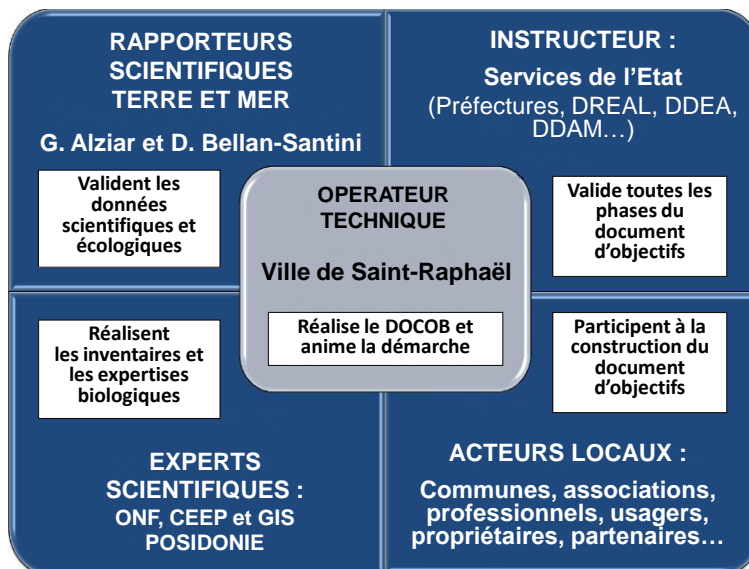 RAPPORTEURS
SCIENTIFIQUES
TERRE ET MER
G. Alziar et D. Bellan-Santini
Valident les
données
scientifiques et
écologiques
INSTRUCTEUR :
Services de l'Etat
(Préfectures, DREAL, DDEA,
DDAM…)
Valide toutes les
phases du
document
d'objectifs
OPERATEUR
TECHNIQUE
Ville de Saint-Raphaël
Réalise le DOCOB et
anime la démarche
Réalisent
les inventaires et
les expertises
biologiques
EXPERTS
SCIENTIFIQUES :
ONF, CEEP et GIS
POSIDONIE
Participent à la
construction du
document
d'objectifs
ACTEURS LOCAUX :
Communes, associations,
professionnels, usagers,
propriétaires, partenaires…